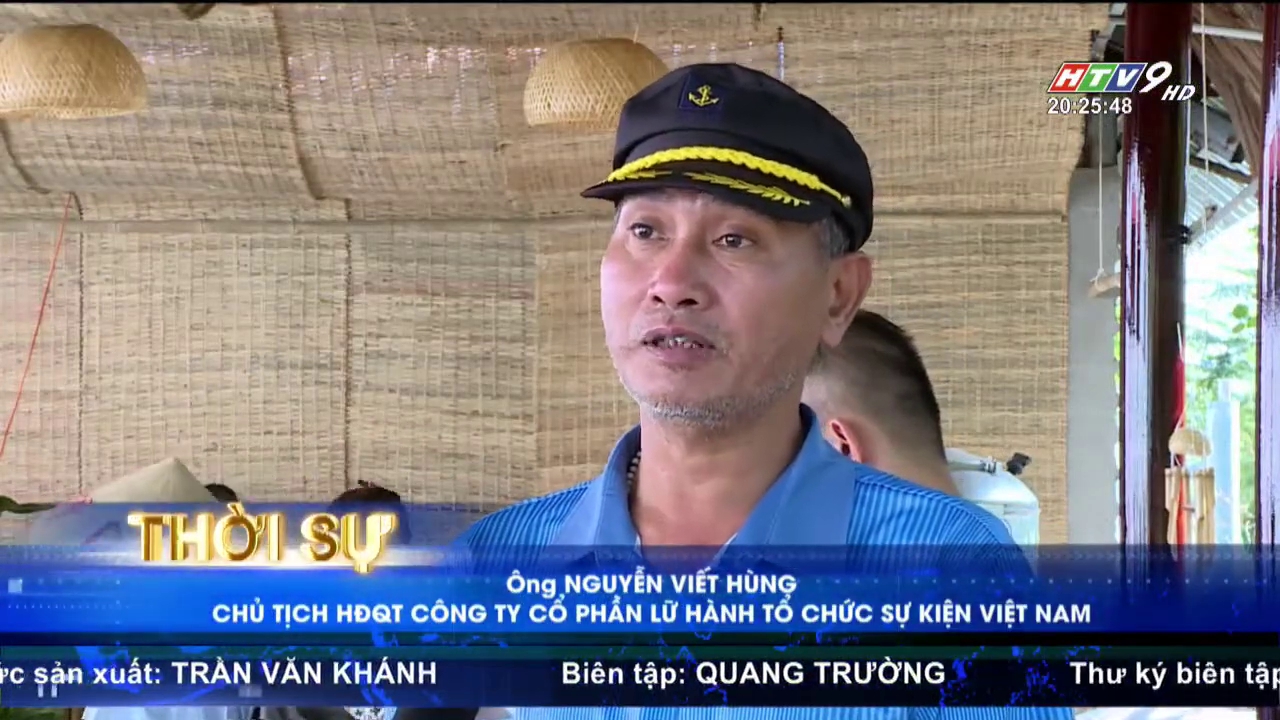 HTV9 HD
20:25:48
THỜI SỰ
Ông NGUYỄN VIẾT HÙNG
CHỦ TỊCH HĐQT CÔNG TY CỔ PHẦN LỮ HÀNH TỔ CHỨC SỰ KIỆN VIỆT NAM
sản xuất: TRẦN VĂN KHÁNH Biên tập: QUANG TRƯỜNG Thư ký biên tập